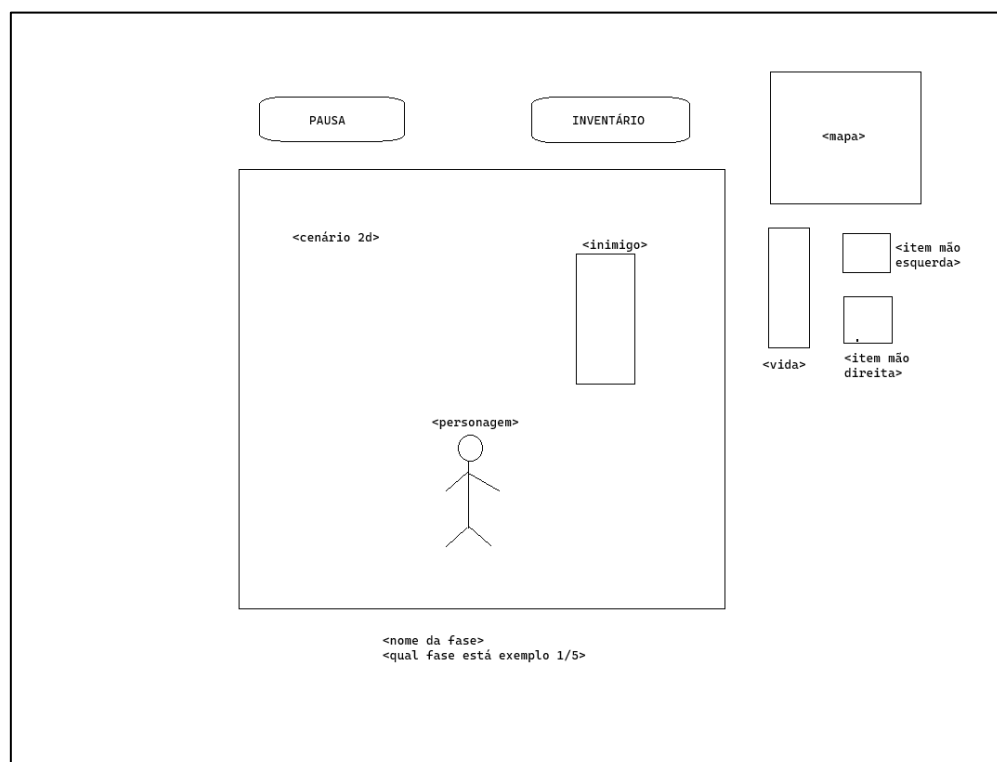 PAUSA
INVENTÁRIO
<mapa>
<cenário 2d>
<inimigo>
<item mão
esquerda>
<vida>
<item mão
direita>
<personagem>
<nome da fase>
<qual fase está exemplo 1/5>